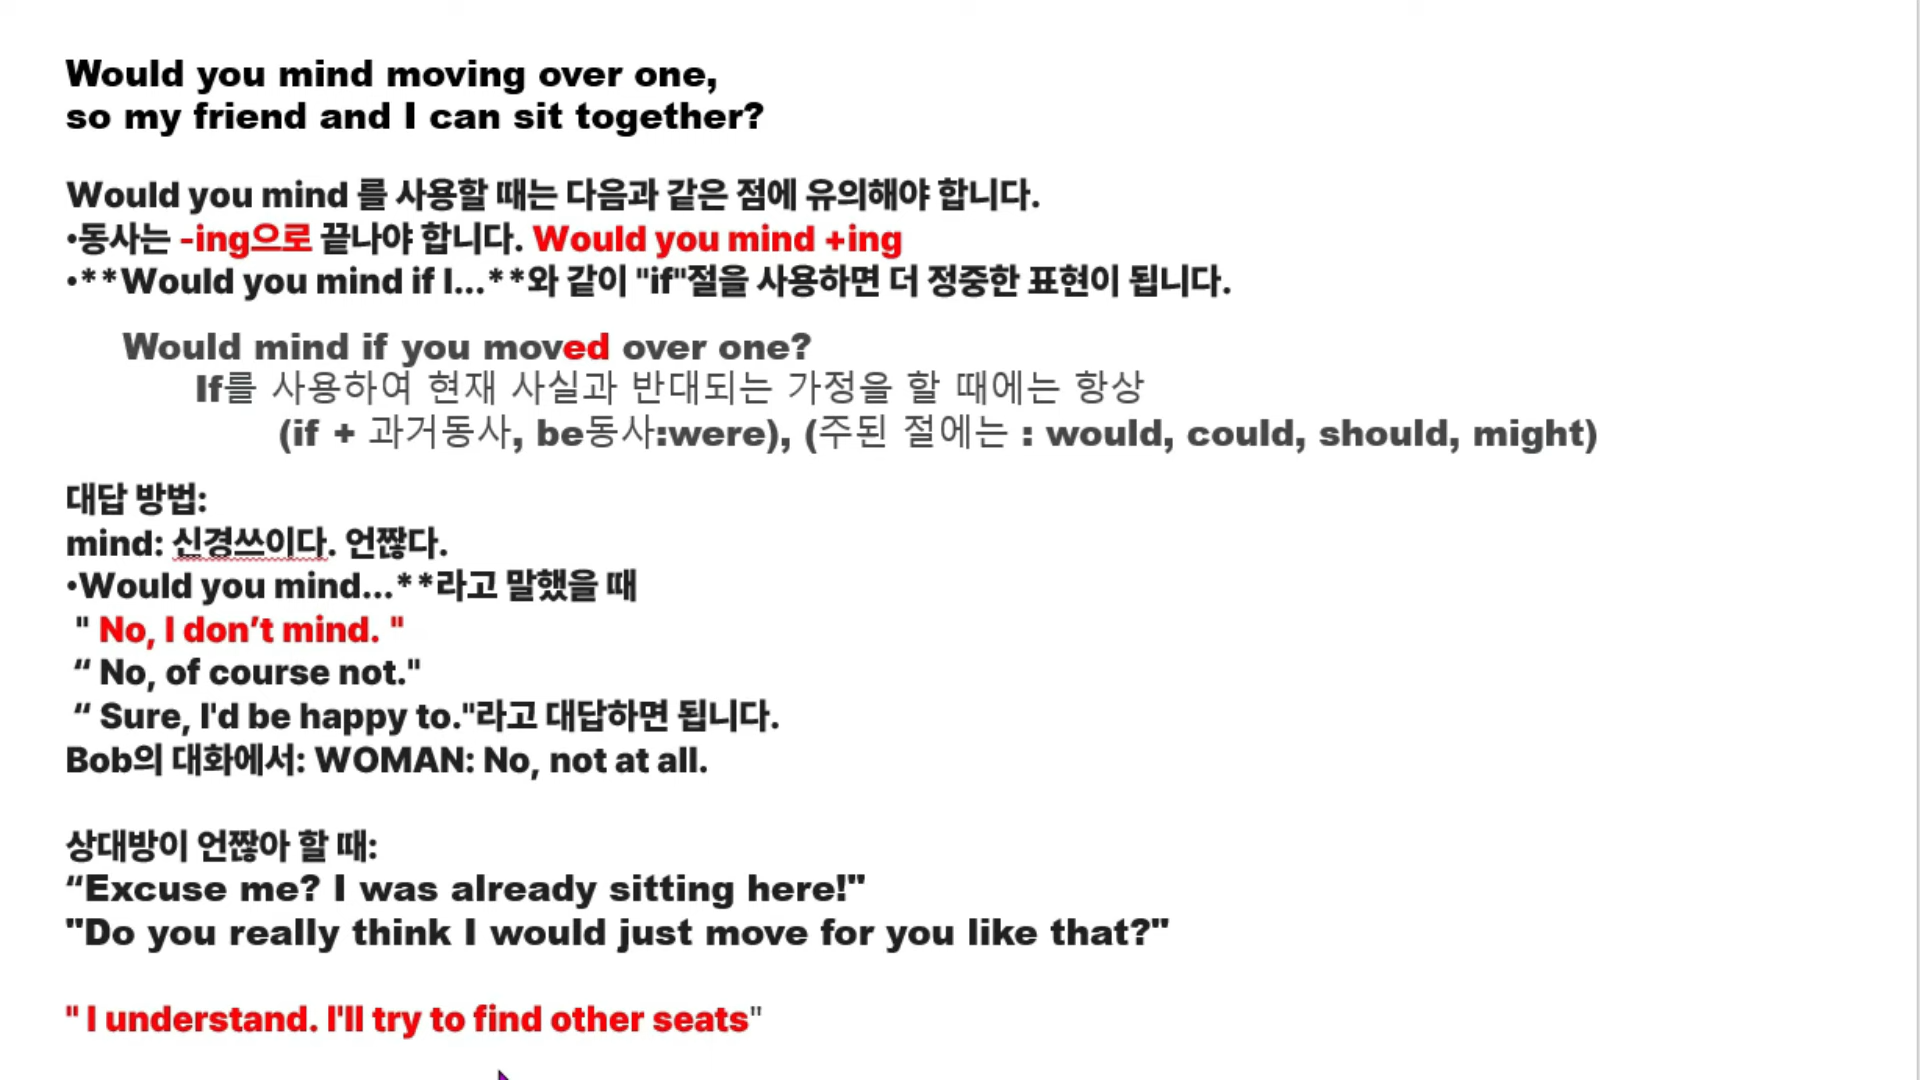 Would you mind moving over one,
so my friend and I can sit together?
Would you mind 를 사용할 때는 다음과 같은 점에 유의해야 합니다.
•동사는 -ing으로 끝나야 합니다. Would you mind +ing
•**Would you mind if I...**와 같이 "if"절을 사용하면 더 정중한 표현이 됩니다.
Would mind if you moved over one?
If를 사용하여 현재 사실과 반대되는 가정을 할 때에는 항상
(if + 과거동사, be동사:were), (주된 절에는 : would, could, should, might)
대답 방법:
mind: 신경쓰이다. 언짢다.
•Would you mind...**라고 말했을 때
" No, I don’t mind. "
“ No, of course not."
“ Sure, I'd be happy to."라고 대답하면 됩니다.
Bob의 대화에서: WOMAN: No, not at all.
상대방이 언짢아 할 때:
“Excuse me? I was already sitting here!"
"Do you really think I would just move for you like that?"
" I understand. I'll try to find other seats"